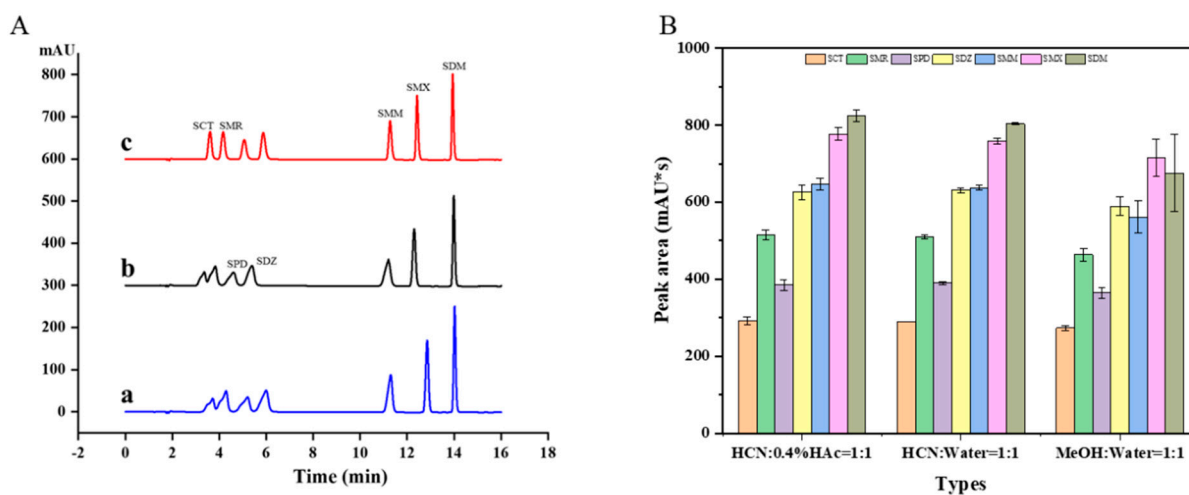 A
mAU
800
700
600
500
400
300
200
100
0
c
b
a
SCT
SMR
SMM
SMX
SDM
SPD
SDZ
-2 0 2 4 6 8 10 12 14 16 18
Time (min)
B
Peak area (mAU*s)
1000
800
600
400
200
0
SCT SMR SPD SDZ SMM SMX SDM
HCN:0.4%HAc=1:1 HCN:Water=1:1 MeOH:Water=1:1
Types